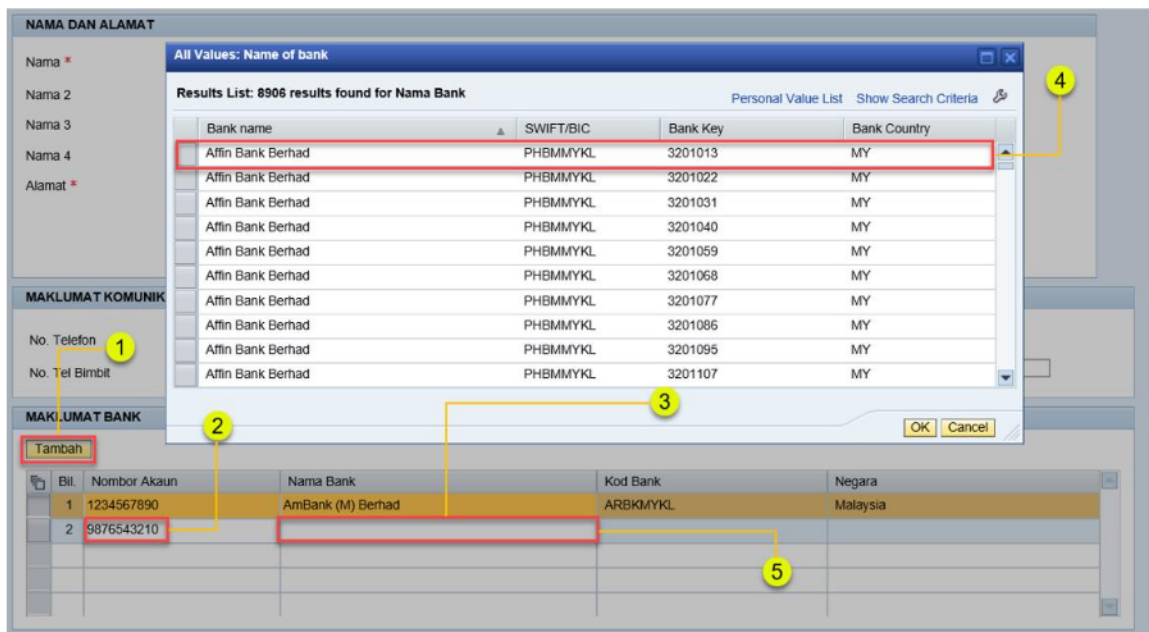 NAMA DAN ALAMAT
Nama *
Nama 2
Nama 3
Nama 4
Alamat *
All Values: Name of bank
Results List: 8906 results found for Nama Bank
Personal Value List Show Search Criteria
Bank name SWIFT/BIC Bank Key Bank Country
Affin Bank Berhad PHBMMYKL 3201013 MY
Affin Bank Berhad PHBMMYKL 3201022 MY
Affin Bank Berhad PHBMMYKL 3201031 MY
Affin Bank Berhad PHBMMYKL 3201040 MY
Affin Bank Berhad PHBMMYKL 3201059 MY
Affin Bank Berhad PHBMMYKL 3201068 MY
Affin Bank Berhad PHBMMYKL 3201077 MY
Affin Bank Berhad PHBMMYKL 3201086 MY
Affin Bank Berhad PHBMMYKL 3201095 MY
Affin Bank Berhad PHBMMYKL 3201107 MY
OK Cancel
4
MAKLUMAT KOMUNIK
No. Telefon
1
No. Tel Bimbit
3
MAKLUMAT BANK
2
Tambah
Bil. Nombor Akaun Nama Bank Kod Bank Negara
1 1234567890 AmBank (M) Berhad ARBKMYKL Malaysia
2 9876543210
5